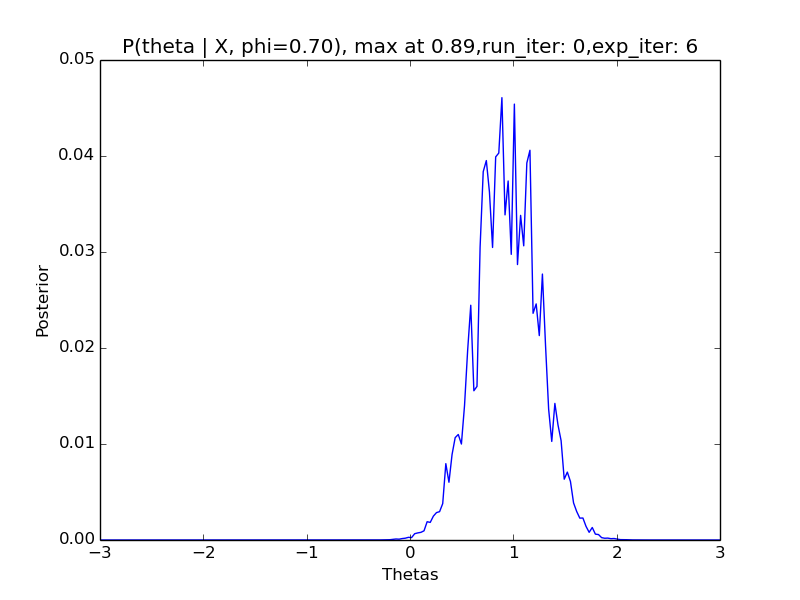 P(theta | X, phi=0.70), max at 0.89,run_iter: 0,exp_iter: 6
0.05
0.04
0.03
0.02
0.01
0.00
Posterior
−3 −2 −1 0 1 2 3
Thetas